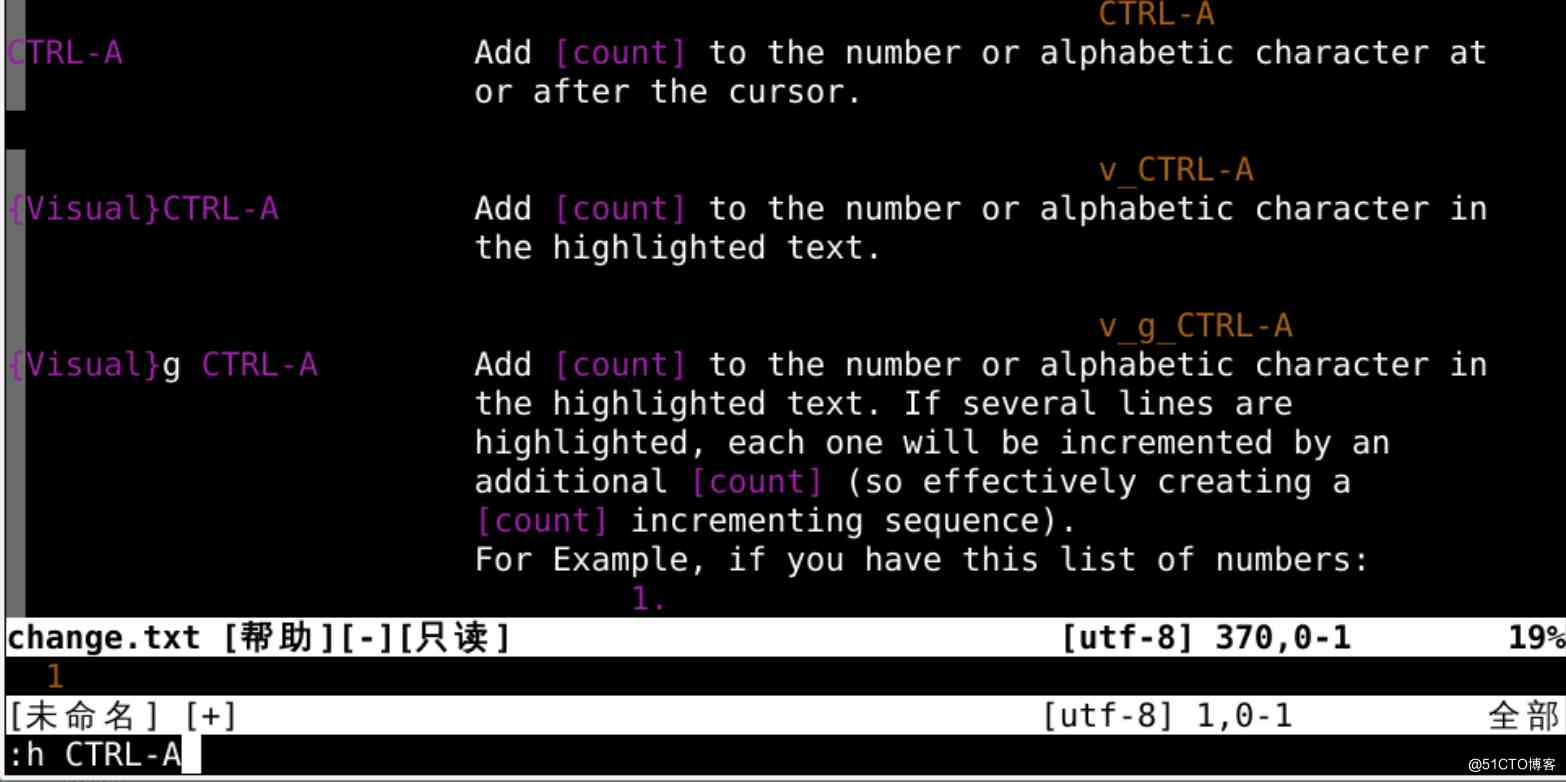 CTRL-A
CTRL-A Add [count] to the number or alphabetic character at
or after the cursor.
v_CTRL-A
{Visual}CTRL-A Add [count] to the number or alphabetic character in
the highlighted text.
v_g_CTRL-A
{Visual}g CTRL-A Add [count] to the number or alphabetic character in
the highlighted text. If several lines are
highlighted, each one will be incremented by an
additional [count] (so effectively creating a
[count] incrementing sequence).
For Example, if you have this list of numbers:
1.
change.txt [帮助][-][只读] [utf-8] 370,0-1 19%
1
[未命名] [+] [utf-8] 1,0-1 全部
:h CTRL-A
@51CTO博客